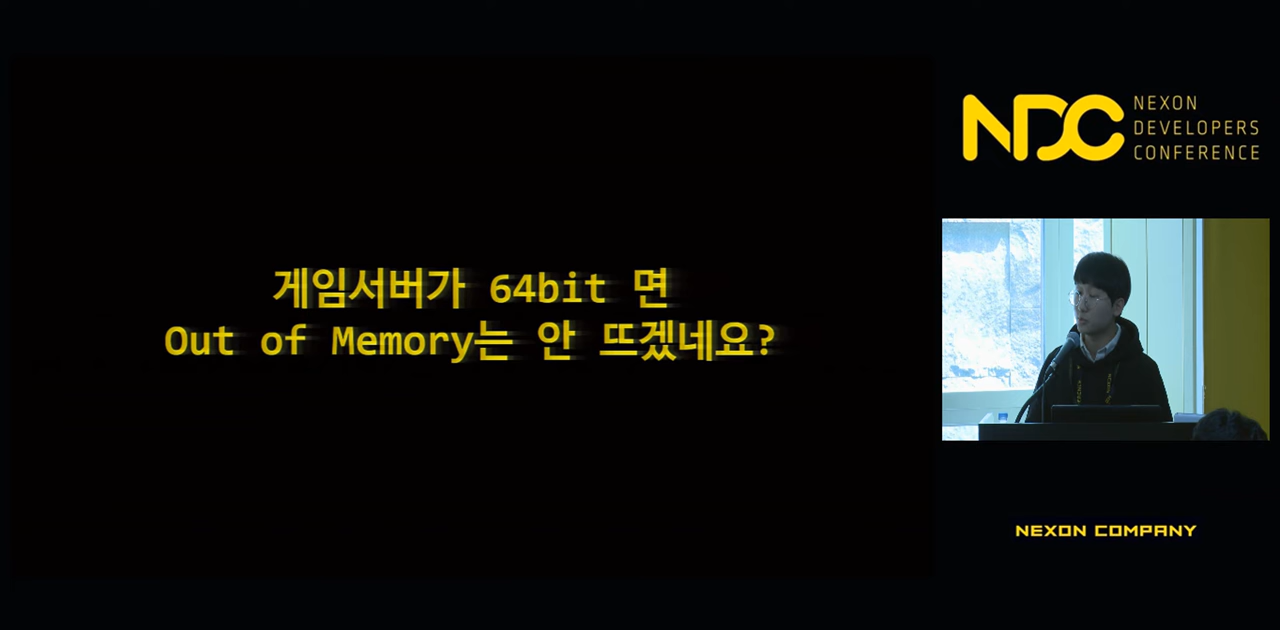 게임서버가 64bit 면
Out of Memory는 안 뜨겠네요?
NDC
NEXON
DEVELOPERS
CONFERENCE
NEXON COMPANY